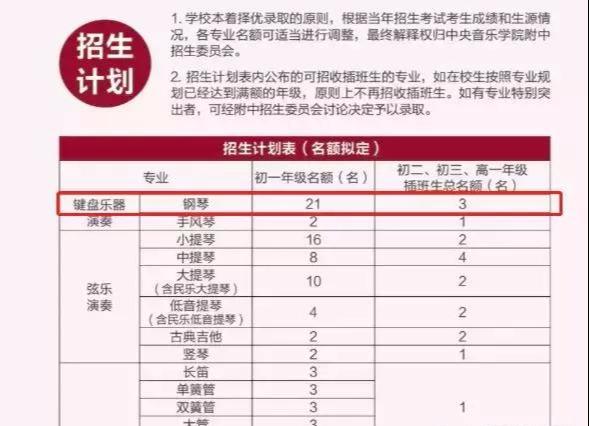 招生
计划
1. 学校本着择优录取的原则，根据当年招生考试考生成绩和生源情
况，各专业名额可适当进行调整，最终解释权归中央音乐学院附中
招生委员会。
2. 招生计划表内公布的可招收插班生的专业，如在校生按照专业规
划已经达到满额的年级，原则上不再招收插班生。如有专业特别突
出者，可经附中招生委员会讨论决定予以录取。
招生计划表（名额拟定）
专业 初一年级名额（名） 初二、初三、高一年级
插班生总名额（名）
键盘乐器
演奏
钢琴 21 3
手风琴 2 1
弦乐
演奏
小提琴 16 2
中提琴 8 4
大提琴
（含民乐大提琴） 10 2
低音提琴
（含民乐低音提琴） 4 2
古典吉他 2 2
竖琴 2 1
长笛 3
单簧管 3
双簧管 3 1
大管 3